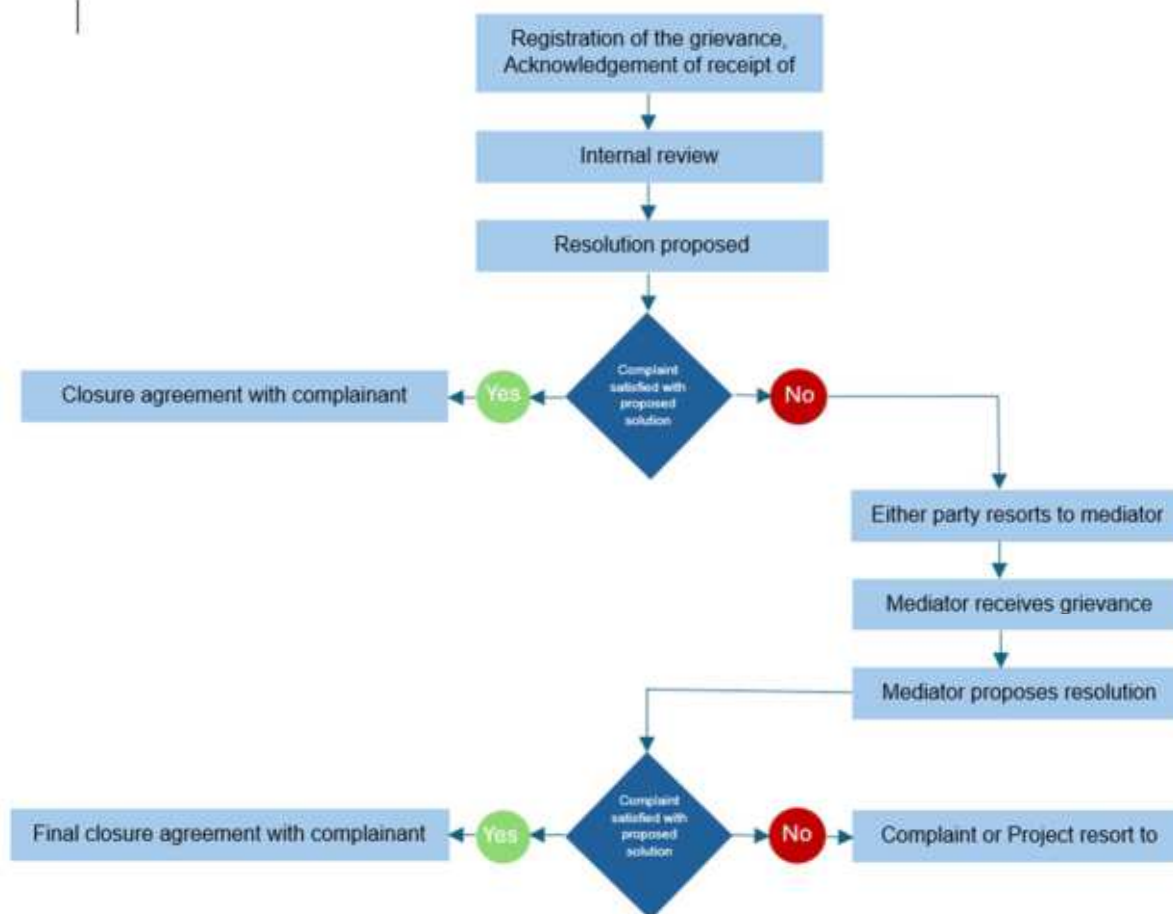 Registration of the grievance,
Acknowledgement of receipt of
Internal review
Resolution proposed
Complaint
satisfied with
proposed
solution
Yes
Closure agreement with complainant
No
Either party resorts to mediator
Mediator receives grievance
Mediator proposes resolution
Complaint
satisfied with
proposed
solution
Yes
Final closure agreement with complainant
No
Complaint or Project resort to